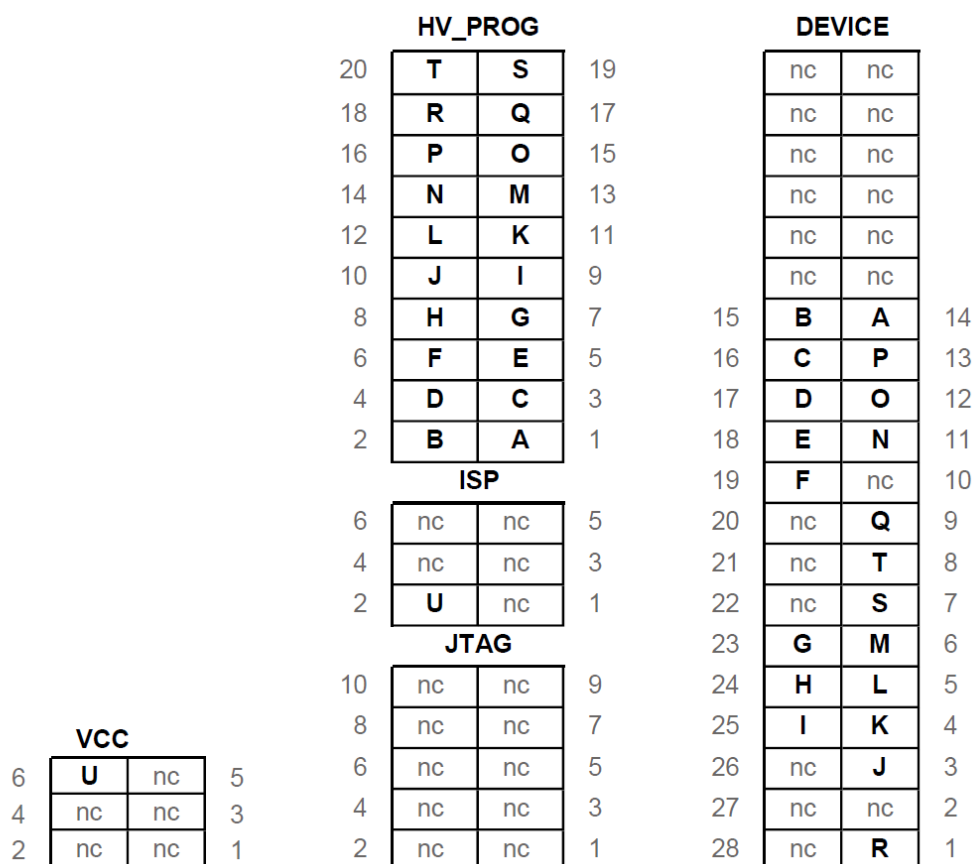 HV_PROG DEVICE
20 T S 19 nc nc
18 R Q 17 nc nc
16 P O 15 nc nc
14 N M 13 nc nc
12 L K 11 nc nc
10 J I 9 nc nc
8 H G 7 15 B A 14
6 F E 5 16 C P 13
4 D C 3 17 D O 12
2 B A 1 18 E N 11
ISP 19 F nc 10
6 nc nc 5 20 nc Q 9
4 nc nc 3 21 nc T 8
2 U nc 1 22 nc S 7
JTAG 23 G M 6
10 nc nc 9 24 H L 5
VCC 8 nc nc 7 25 I K 4
6 U nc 5 6 nc nc 5 26 nc J 3
4 nc nc 3 4 nc nc 3 27 nc nc 2
2 nc nc 1 2 nc nc 1 28 nc R 1